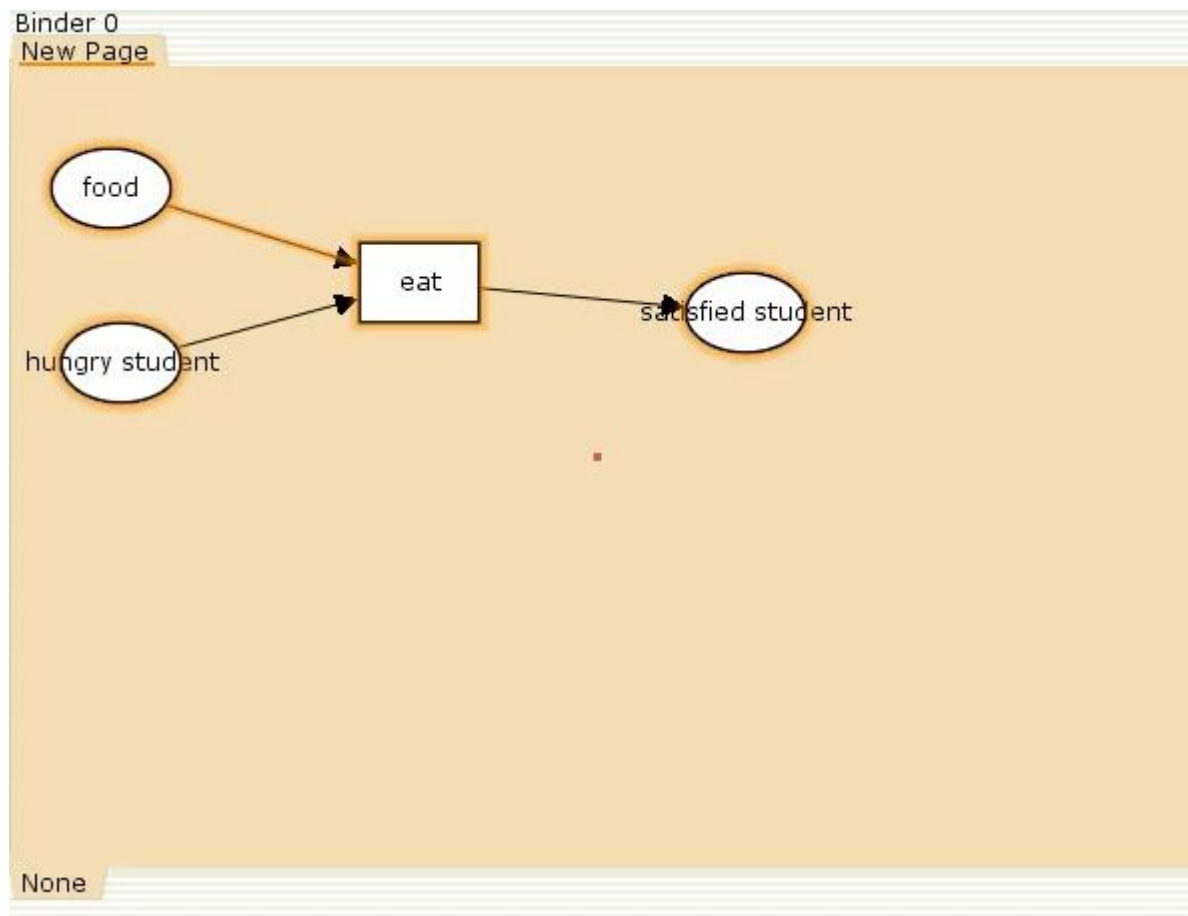 Binder 0
New Page
food
eat
satisfied student
hungry student
None